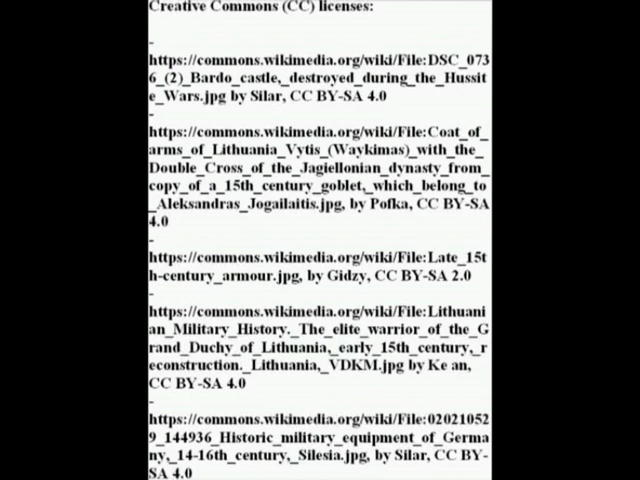 Creative Commons (CC) licenses:
-
https://commons.wikimedia.org/wiki/File:DSC_073
6_(2)_Bardo_castle,_destroyed_during_the_Hussit
e_Wars.jpg by Silar, CC BY-SA 4.0
-
https://commons.wikimedia.org/wiki/File:Coat_of_
arms_of_Lithuania_Vytis_(Waykimas)_with_the_
Double_Cross_of_the_Jagiellonian_dynasty_from_
copy_of_a_15th_century_goblet,_which_belong_to
_Aleksandras_Jogailaitis.jpg, by Pofka, CC BY-SA
4.0
-
https://commons.wikimedia.org/wiki/File:Late_15t
h-century_armour.jpg, by Gidzy, CC BY-SA 2.0
-
https://commons.wikimedia.org/wiki/File:Lithuani
an_Military_History._The_elite_warrior_of_the_G
rand_Duchy_of_Lithuania,_early_15th_century,_r
econstruction._Lithuania,_VDKM.jpg by Ke an,
CC BY-SA 4.0
-
https://commons.wikimedia.org/wiki/File:02021052
9_144936_Historic_military_equipment_of_Germa
ny,_14-16th_century,_Silesia.jpg, by Silar, CC BY-
SA 4.0